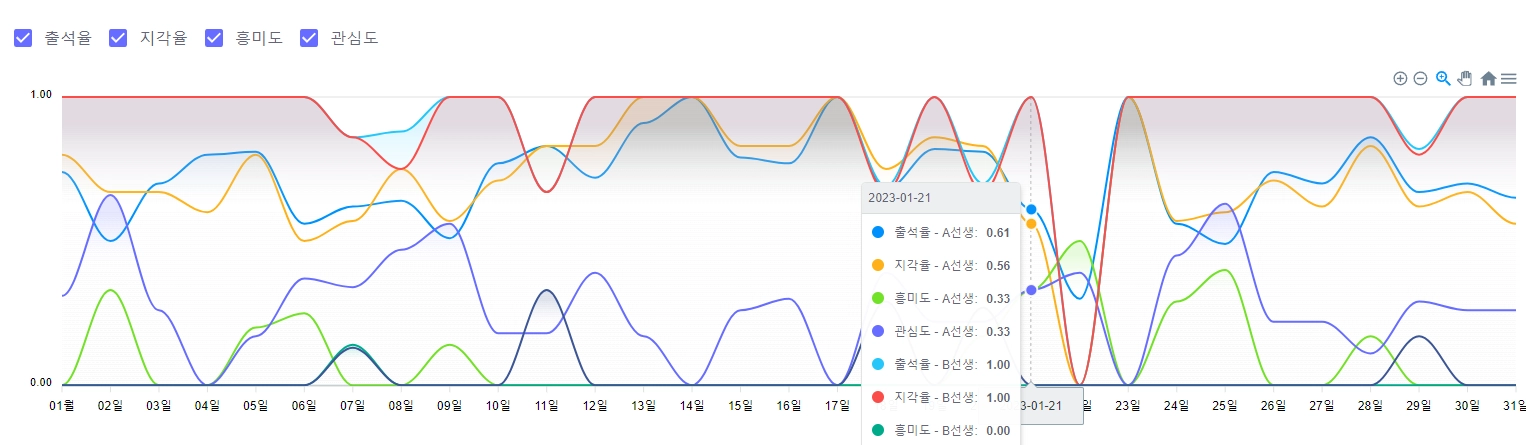 출석율 지각율 흥미도 관심도
1.00
2023-01-21
출석율 - A선생: 0.61
지각율 - A선생: 0.56
흥미도 - A선생: 0.33
관심도 - A선생: 0.33
출석율 - B선생: 1.00
지각율 - B선생: 1.00
흥미도 - B선생: 0.00
0.00
01월 02일 03일 04일 05일 06일 07일 08일 09일 10일 11일 12일 13일 14일 15일 16일 17일 3-01-21 일 23일 24일 25일 26일 27일 28일 29일 30일 31일